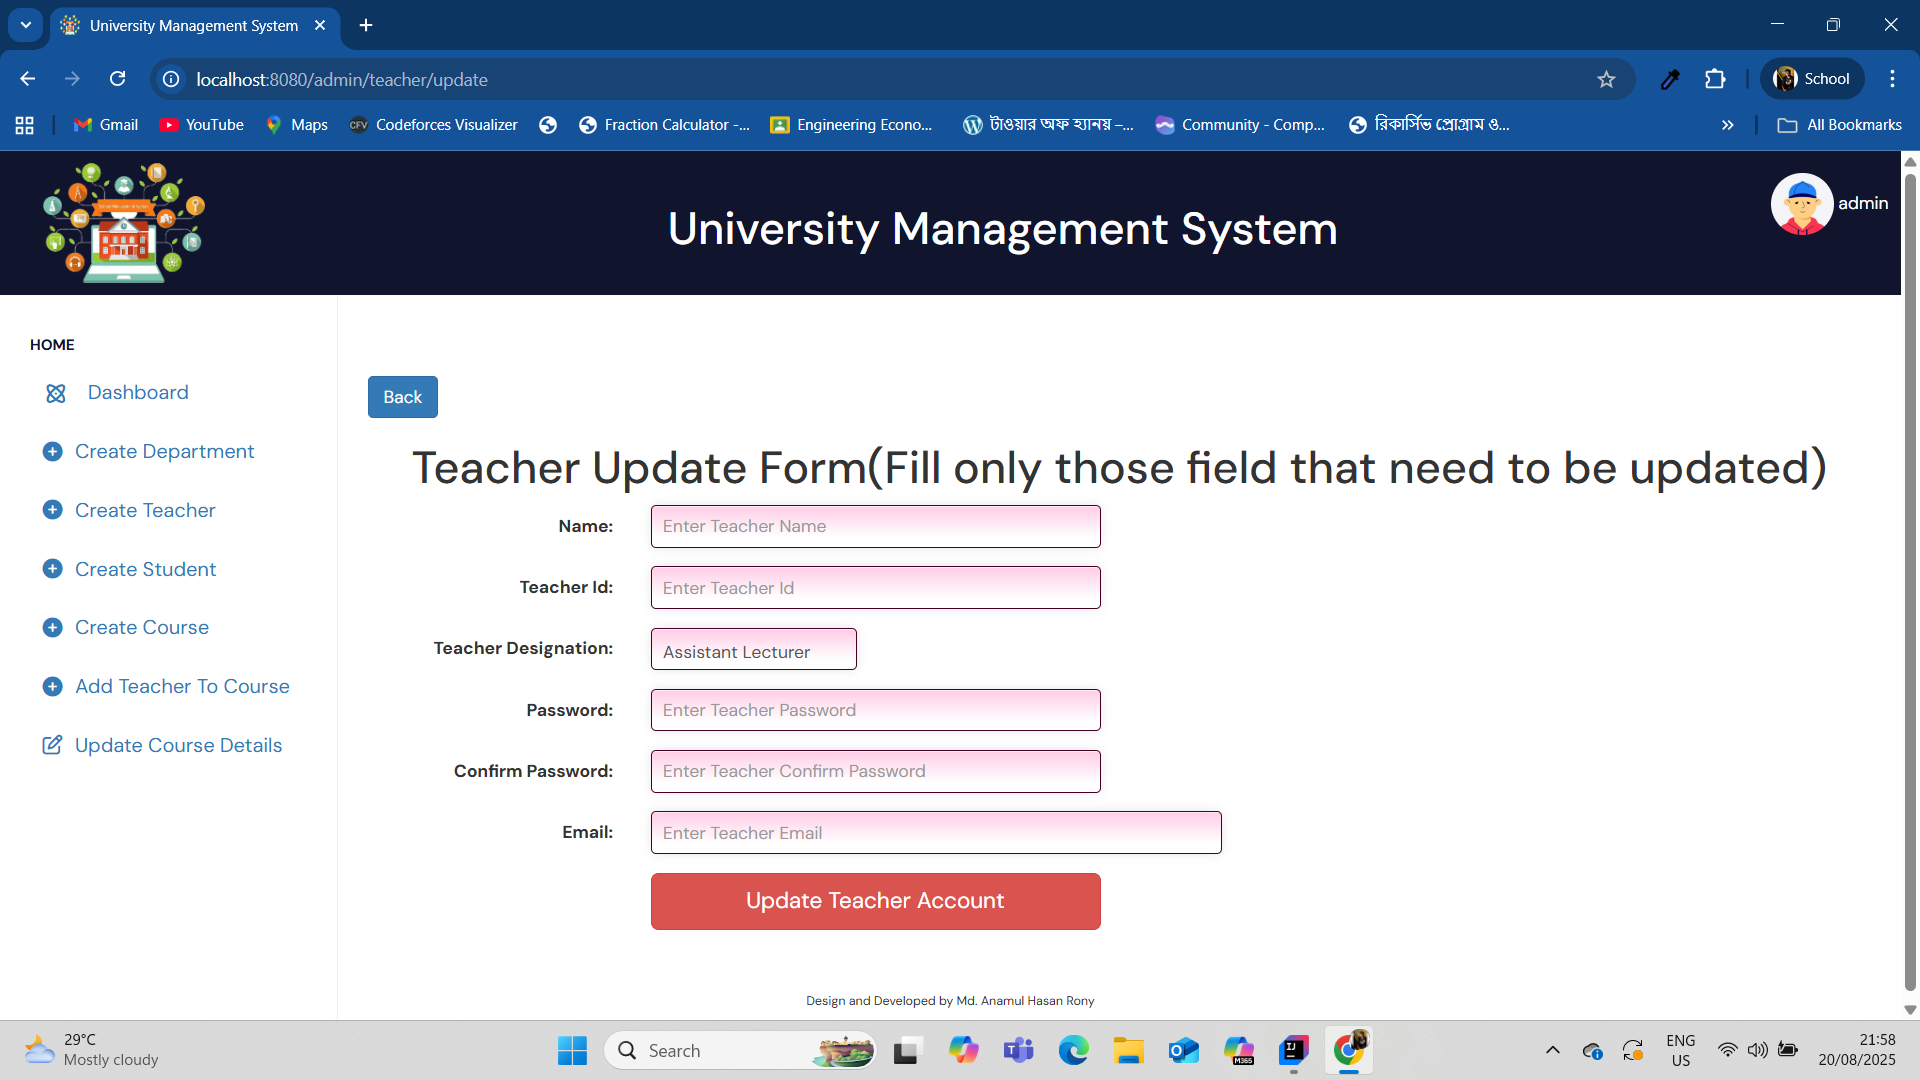 University Management System
localhost:8080/admin/teacher/update
School
Gmail
YouTube
Maps
Codeforces Visualizer
Fraction Calculator -...
Engineering Econo...
টাওয়ার অফ হ্যানয় –...
Community - Comp...
রিকার্সিভ প্রোগ্রাম ও...
All Bookmarks
University Management System
admin
HOME
Dashboard
Create Department
Create Teacher
Create Student
Create Course
Add Teacher To Course
Update Course Details
Back
Teacher Update Form(Fill only those field that need to be updated)
Name:
Enter Teacher Name
Teacher Id:
Enter Teacher Id
Teacher Designation:
Assistant Lecturer
Password:
Enter Teacher Password
Confirm Password:
Enter Teacher Confirm Password
Email:
Enter Teacher Email
Update Teacher Account
Design and Developed by Md. Anamul Hasan Rony
29°C
Mostly cloudy
Search
ENG
US
21:58
20/08/2025